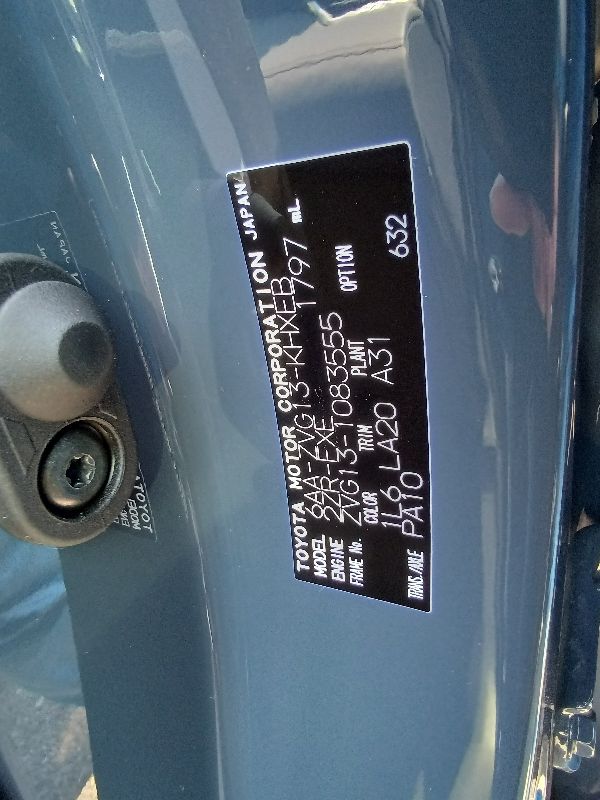 TOYOTA MOTOR CORPORATION JAPAN
MODEL 6AA-ZVG13-KHXEB
ENGINE 2ZR-FXE 1797 mL
FRAME No. ZVG13-1083555
COLOR TRIM PLANT OPTION
1L6 LA20 A31
TRANS./AXLE PA10 632